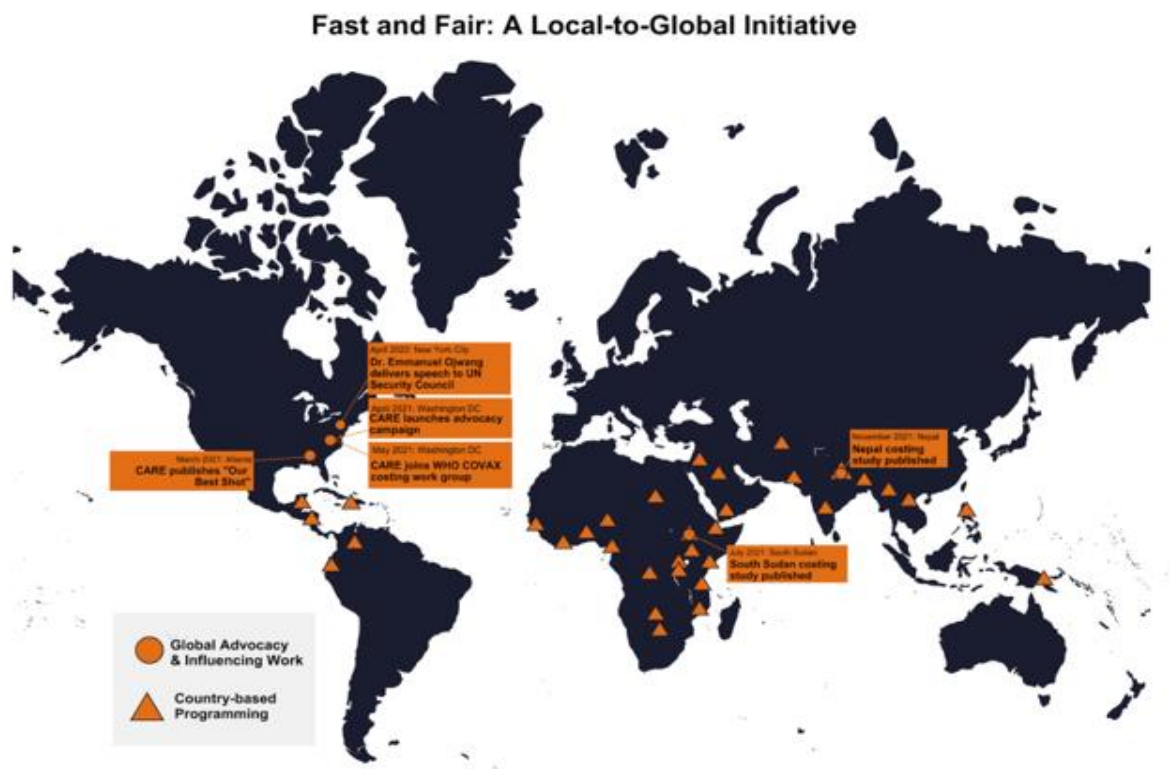 Fast and Fair: A Local-to-Global Initiative
April 2022: New York City
Dr. Emmanuel Ojwang
delivers speech to UN
Security Council
April 2021: Washington DC
CARE launches advocacy
campaign
May 2021: Washington DC
CARE joins WHO COVAX
costing work group
March 2021: Atlanta
CARE publishes "Our
Best Shot"
November 2021: Nepal
Nepal costing
study published
July 2021: South Sudan
South Sudan costing
study published
Global Advocacy
& Influencing Work
Country-based
Programming